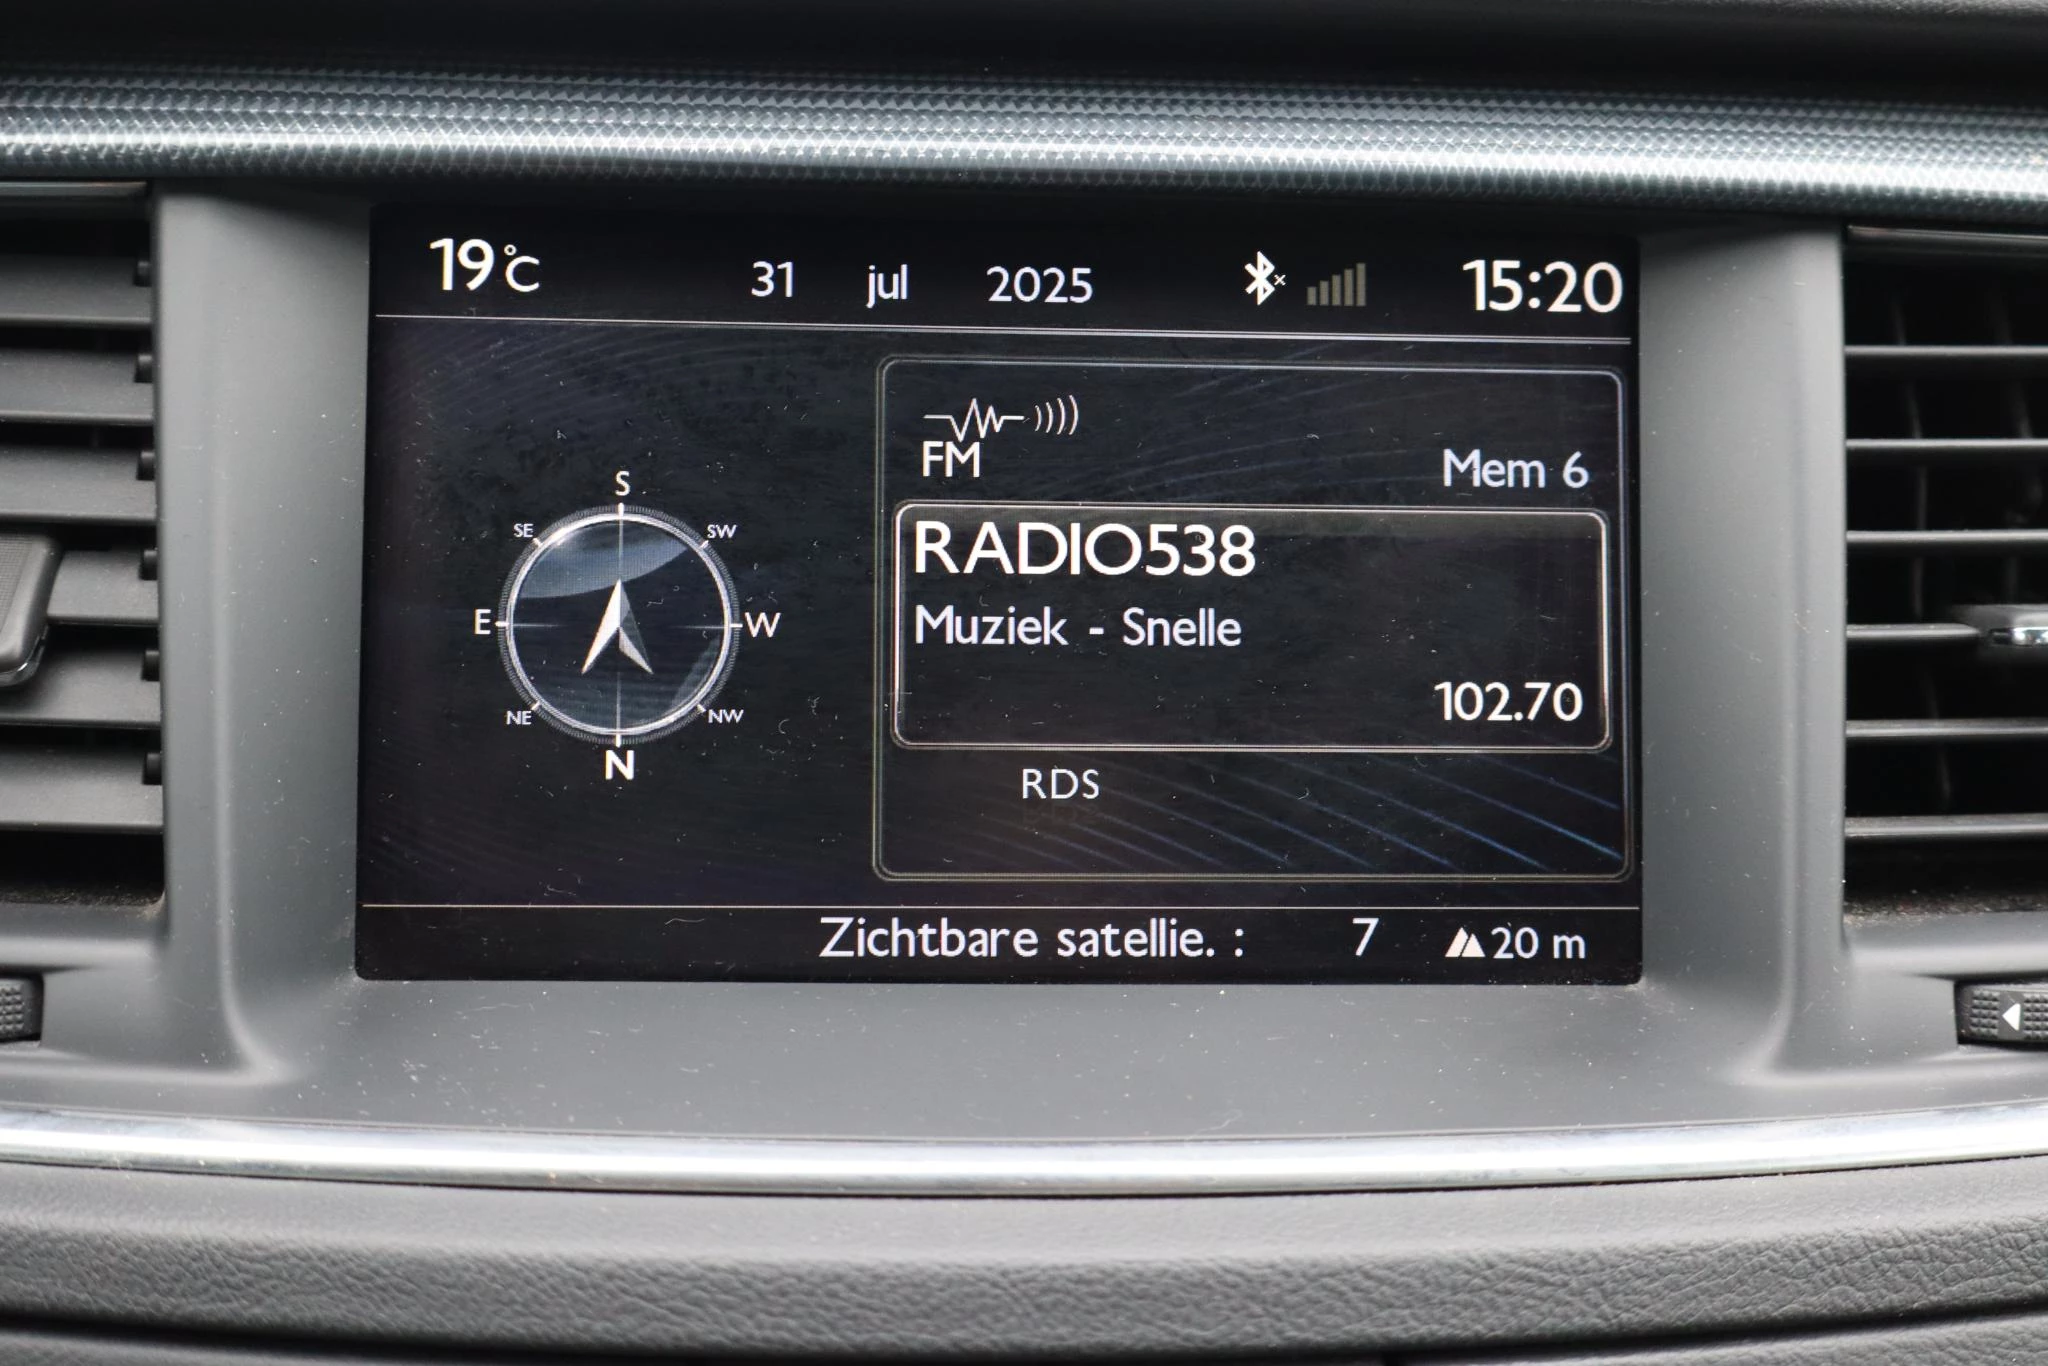 19°C 31 jul 2025 15:20
FM
Mem 6
RADIO538
Muziek - Snelle
102.70
RDS
S
SE SW
E W
NE NW
N
Zichtbare satellie. : 7 20 m